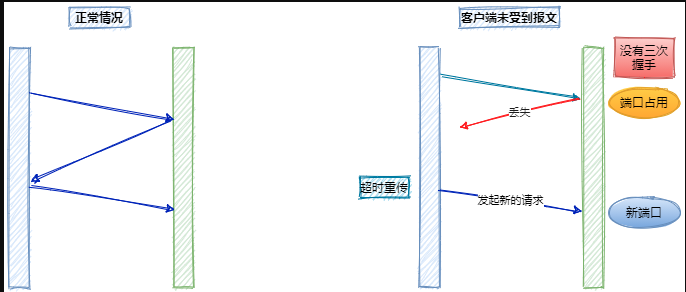 正常情况
客户端未受到报文
没有三次
握手
端口占用
丢失
超时重传
发起新的请求
新端口